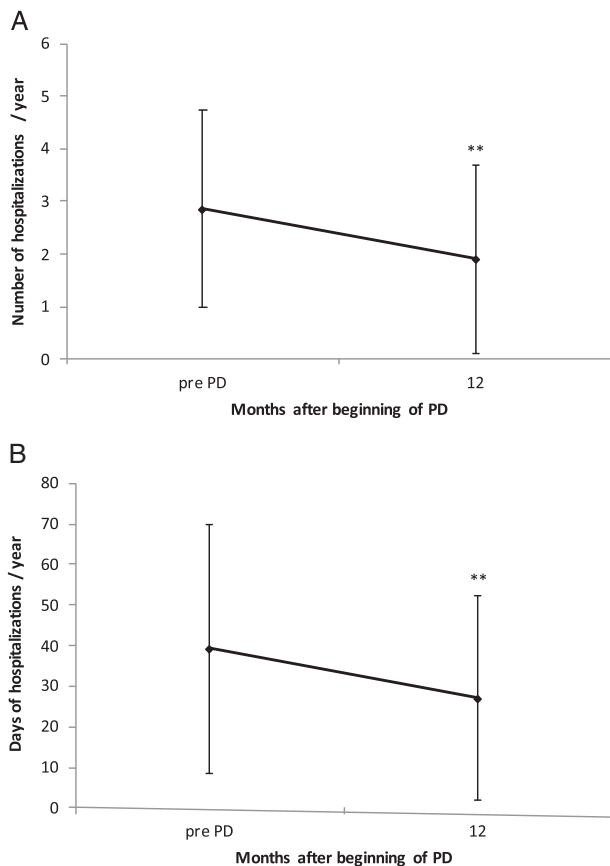 A
Number of hospitalizations / year
6
5
4
3
2
1
0
**
pre PD
12
Months after beginning of PD
B
Days of hospitalizations / year
80
70
60
50
40
30
20
10
0
**
pre PD
12
Months after beginning of PD